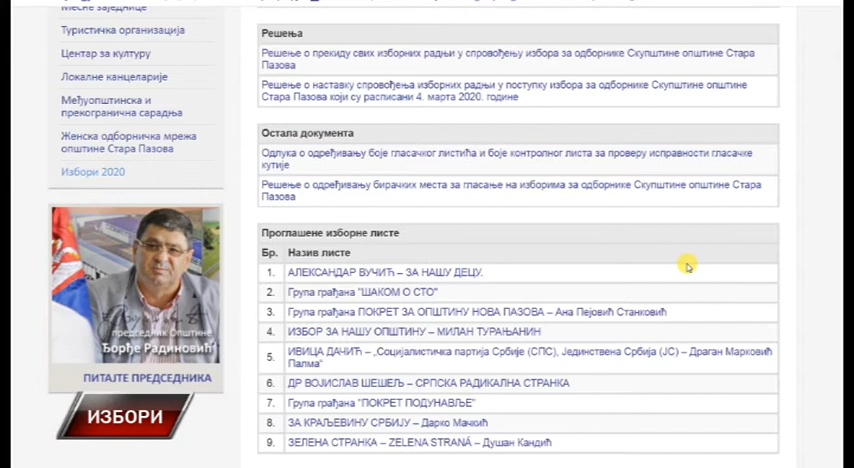 Месне заједнице
Туристичка организација
Центар за културу
Локалне канцеларије
Међуопштинска и
прекогранична сарадња
Женска одборничка мрежа
општине Стара Пазова
Избори 2020
председник Општине
Ђорђе Радиновић
ПИТАЈТЕ ПРЕДСЕДНИКА
ИЗБОРИ
Решења
Решење о прекиду свих изборних радњи у спровођењу избора за одборнике Скупштине општине Стара
Пазова
Решење о наставку спровођења изборних радњи у поступку избора за одборнике Скупштине општине
Стара Пазова који су расписани 4. марта 2020. године
Остала документа
Одлука о одређивању боје гласачког листића и боје контролног листа за проверу исправности гласачке
кутије
Решење о одређивању бирачких места за гласање на изборима за одборнике Скупштине општине Стара
Пазова
Проглашене изборне листе
Бр. Назив листе
1. АЛЕКСАНДАР ВУЧИЋ – ЗА НАШУ ДЕЦУ.
2. Група грађана "ШАКОМ О СТО"
3. Група грађана ПОКРЕТ ЗА ОПШТИНУ НОВА ПАЗОВА – Ана Пејовић Станковић
4. ИЗБОР ЗА НАШУ ОПШТИНУ – МИЛАН ТУРАЊАНИН
5. ИВИЦА ДАЧИЋ – „Социјалистичка партија Србије (СПС), Јединствена Србија (ЈС) – Драган Марковић
Палма"
6. ДР ВОЈИСЛАВ ШЕШЕЉ – СРПСКА РАДИКАЛНА СТРАНКА
7. Група грађана "ПОКРЕТ ПОДУНАВЉЕ"
8. ЗА КРАЉЕВИНУ СРБИЈУ – Дарко Мачкић
9. ЗЕЛЕНА СТРАНКА – ZELENA STRANÁ – Душан Кандић